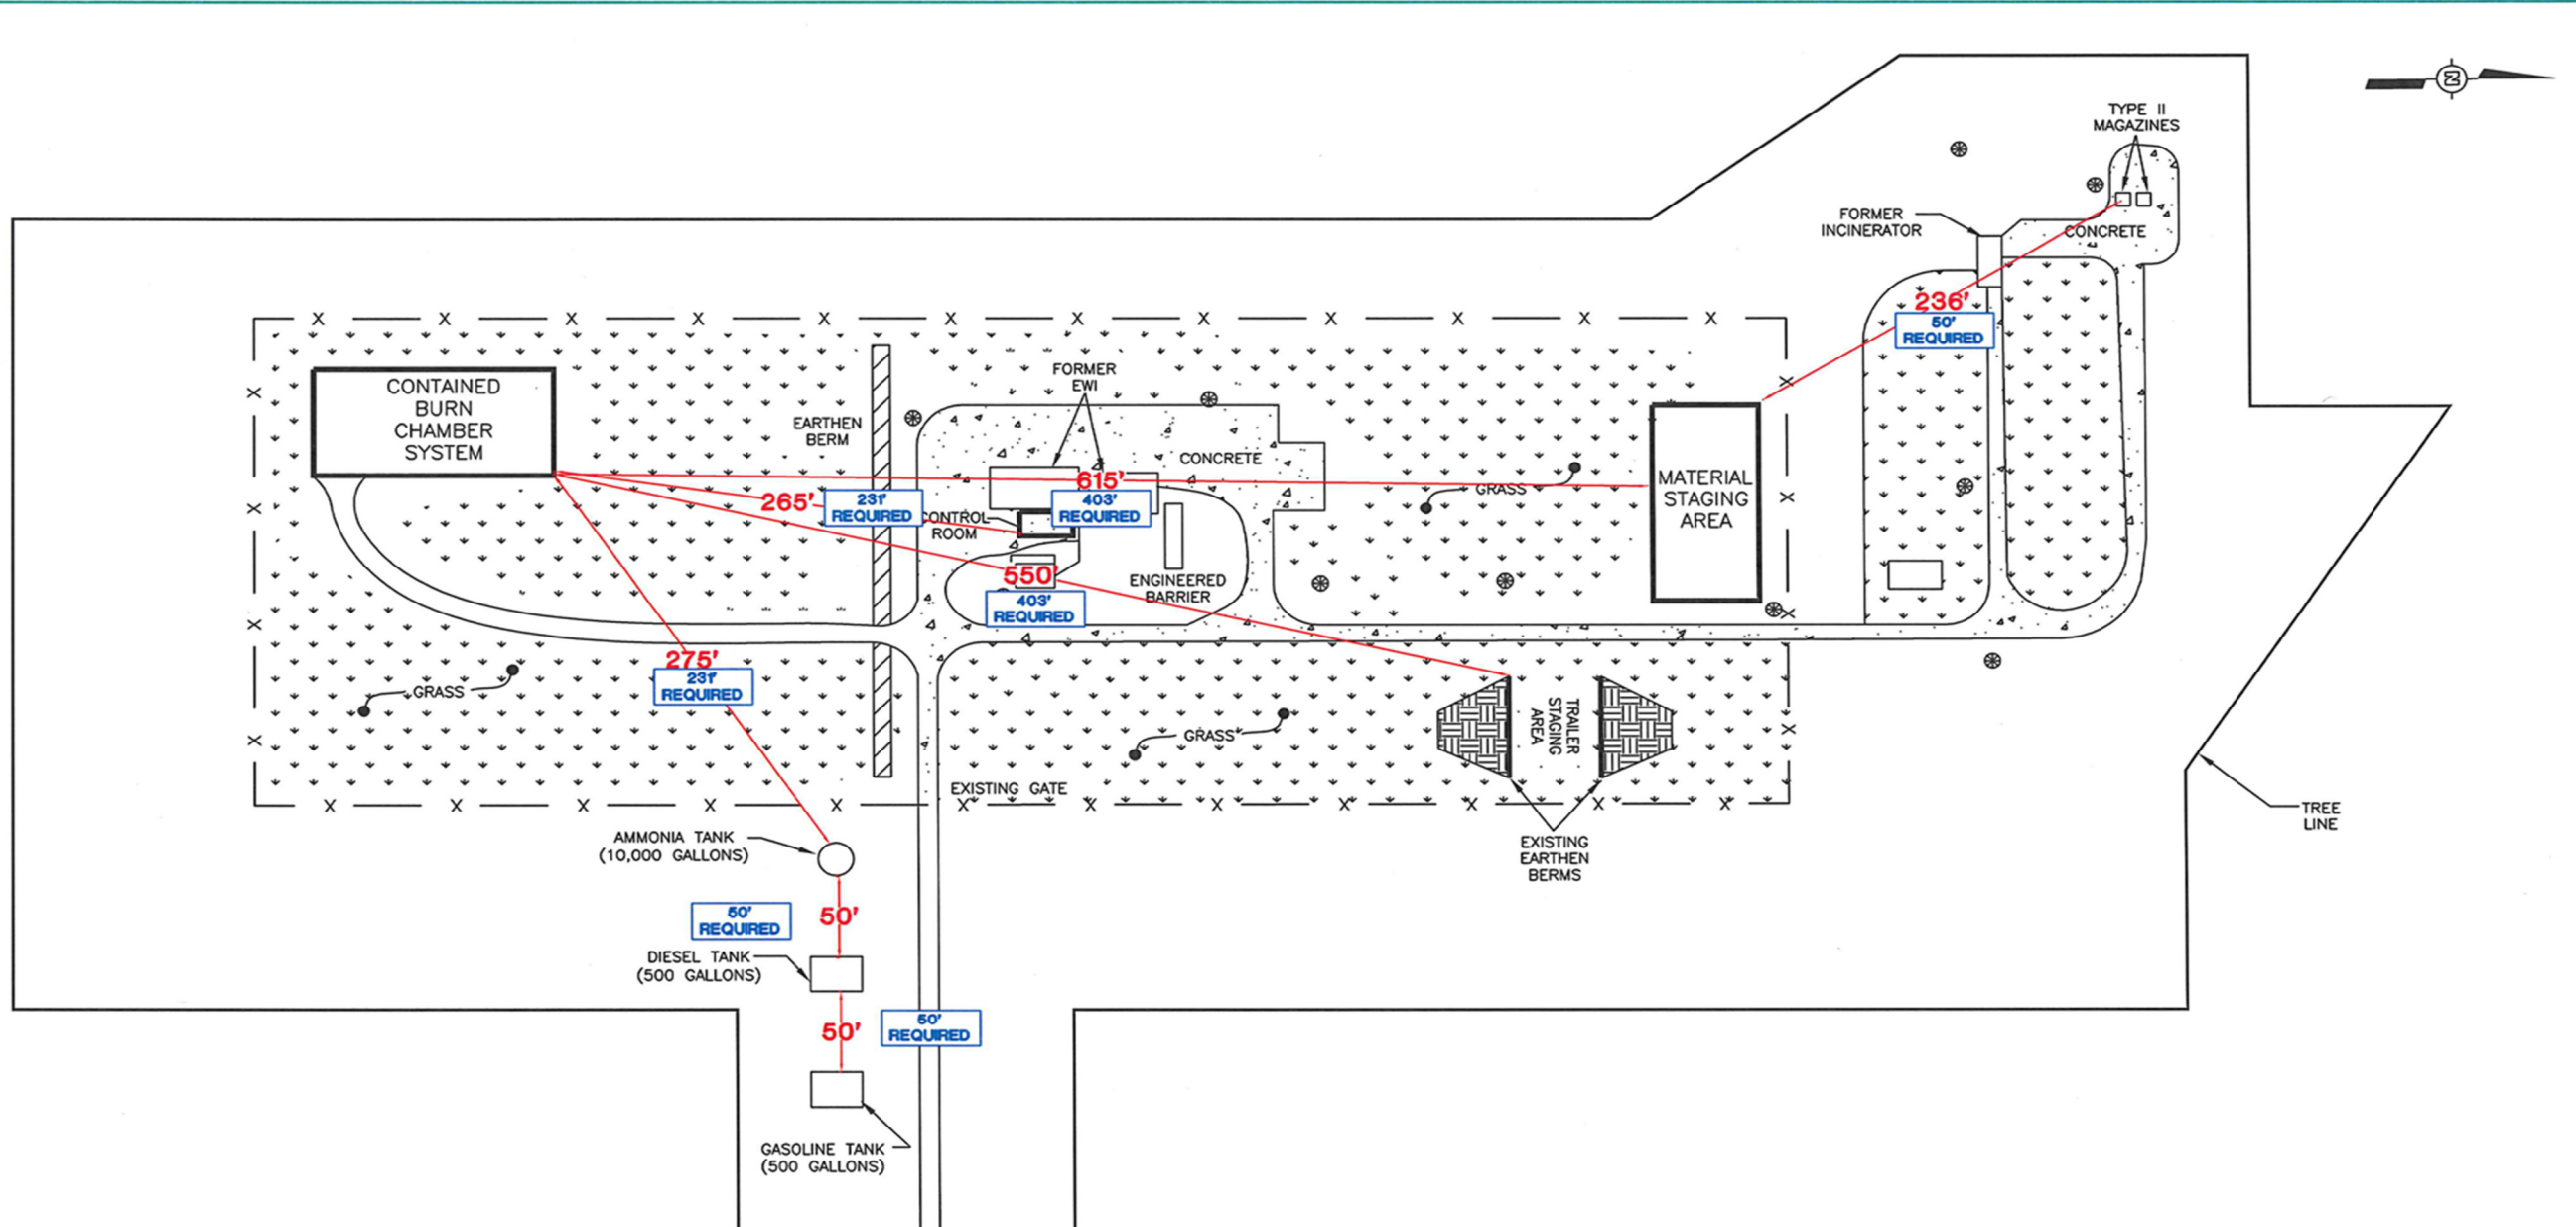 TYPE II
MAGAZINES
FORMER
INCINERATOR
CONCRETE
236'
50'
REQUIRED
CONTAINED
BURN
CHAMBER
SYSTEM
EARTHEN
BERM
FORMER
EWI
CONCRETE
615'
403'
REQUIRED
265'
231'
REQUIRED
CONTROL
ROOM
GRASS
MATERIAL
STAGING
AREA
550'
403'
REQUIRED
ENGINEERED
BARRIER
275'
231'
REQUIRED
GRASS
GRASS
TRAILER
STAGING
AREA
EXISTING GATE
EXISTING
EARTHEN
BERMS
TREE
LINE
AMMONIA TANK
(10,000 GALLONS)
50'
REQUIRED
50'
DIESEL TANK
(500 GALLONS)
50'
50'
REQUIRED
GASOLINE TANK
(500 GALLONS)
X X X X X X X X X X X X
X X X X
X X X X
X X X X X X X X X X X X
N